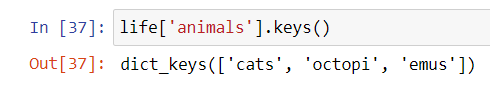 In [37]: life['animals'].keys()
Out[37]: dict_keys(['cats', 'octopi', 'emus'])